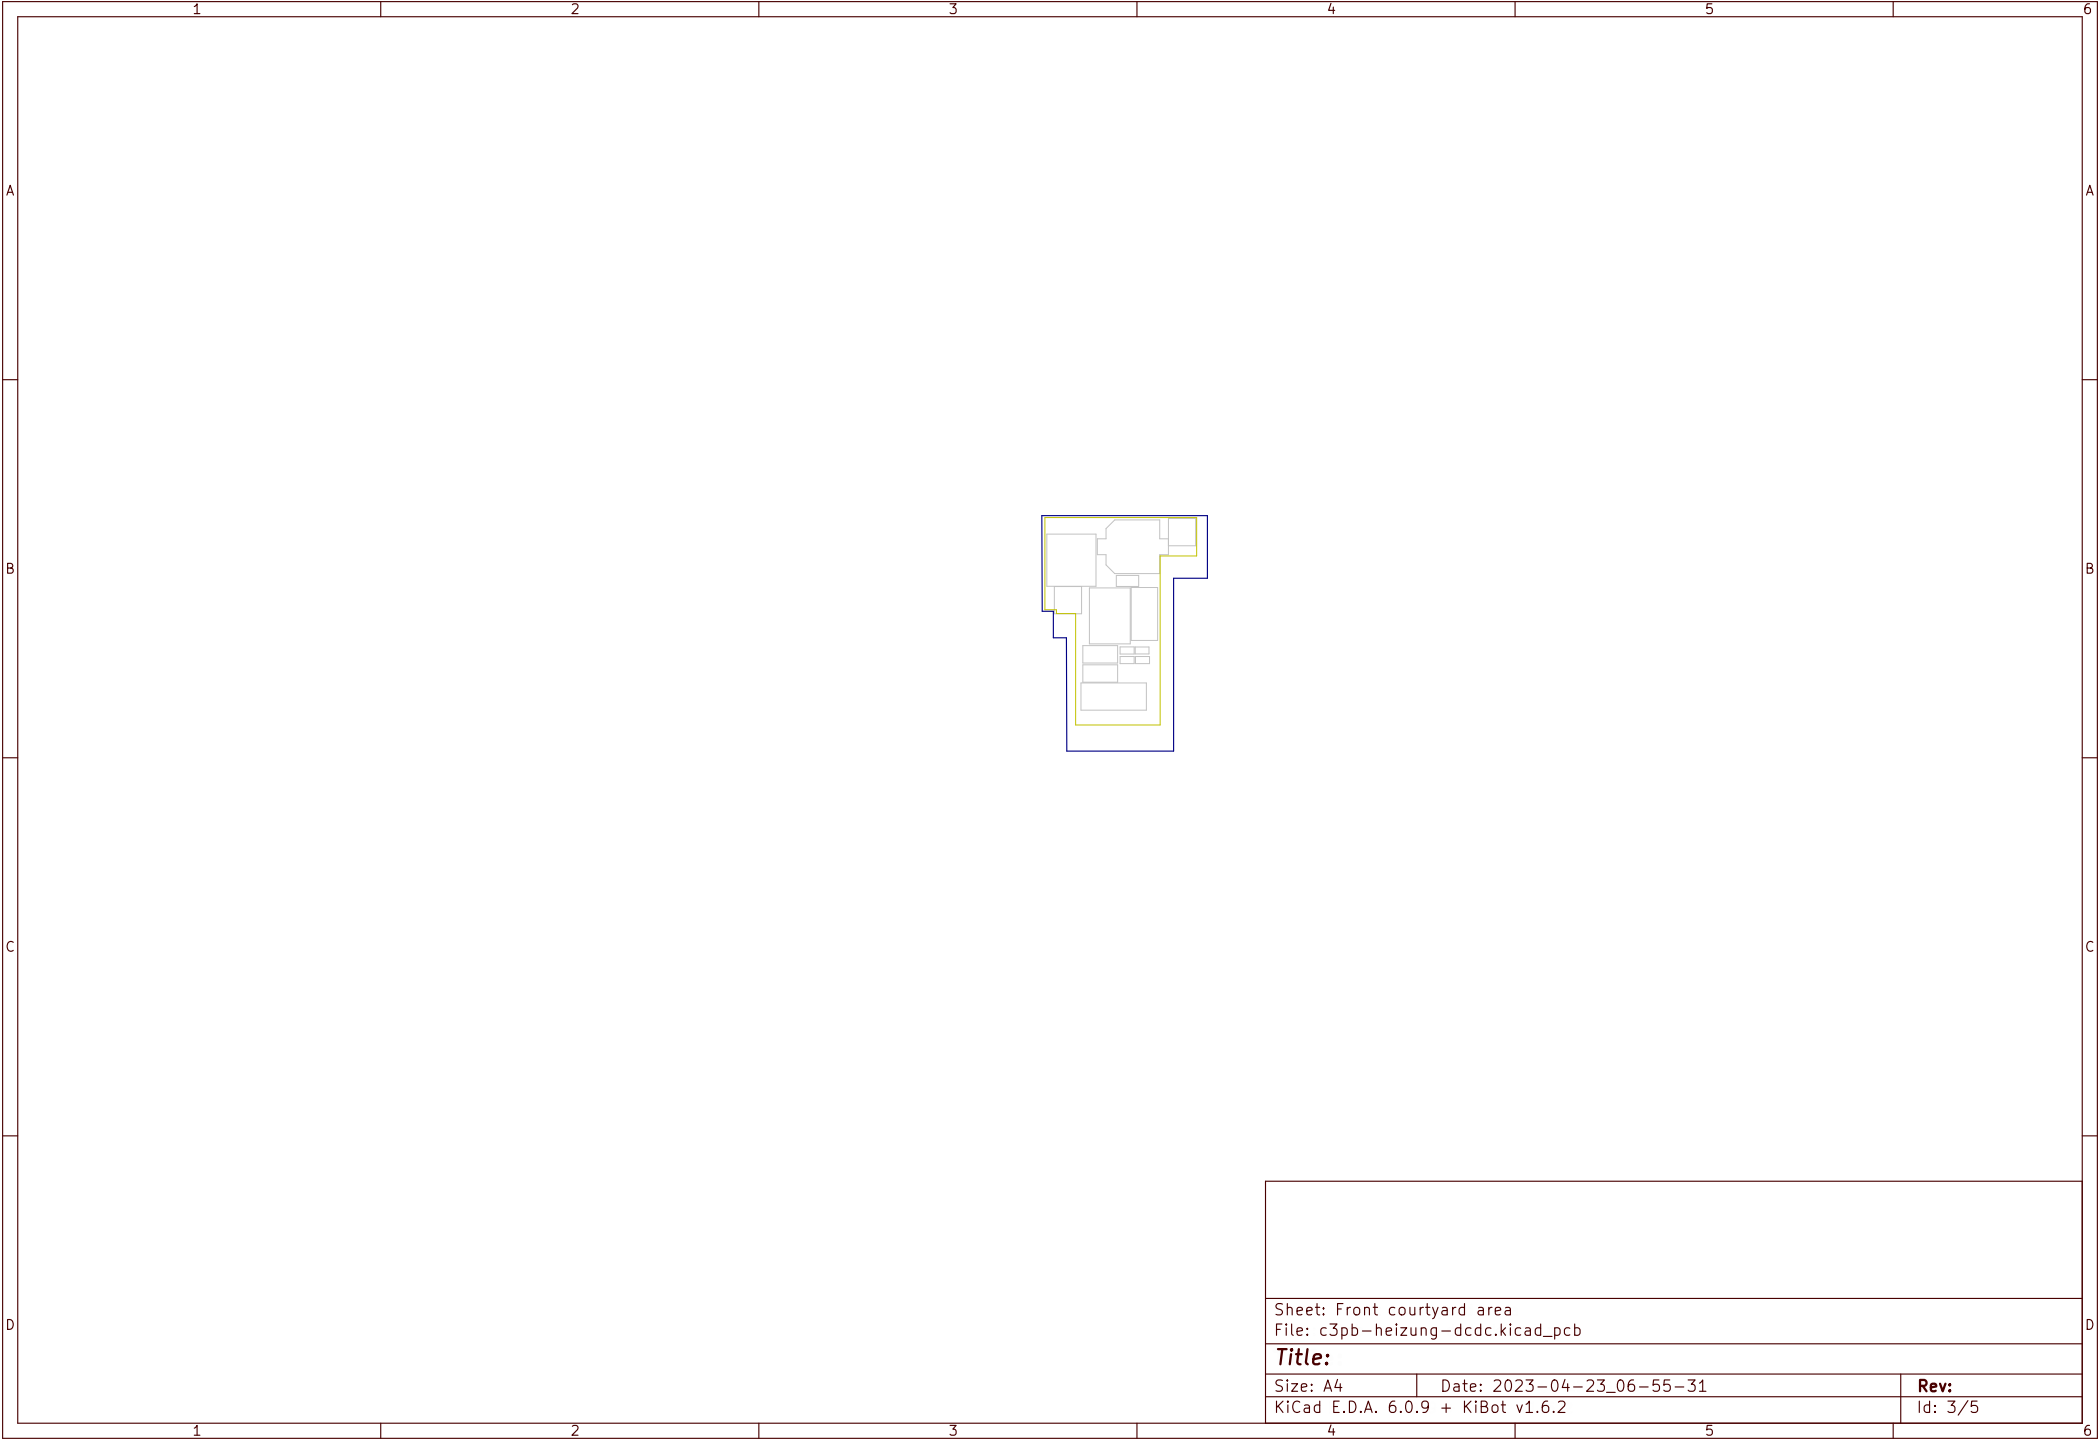 1 2 3 4 5 6
A A
B B
C C
D D
Sheet: Front courtyard area
File: c3pb-heizung-dcdc.kicad_pcb
Title:
Size: A4 Date: 2023-04-23_06-55-31 Rev:
KiCad E.D.A. 6.0.9 + KiBot v1.6.2 Id: 3/5
1 2 3 4 5 6